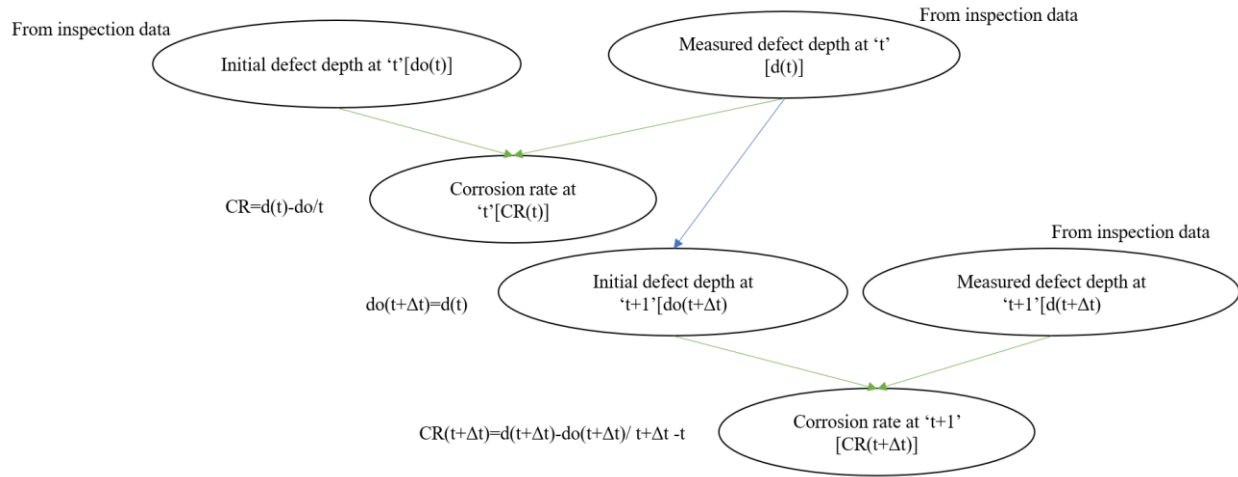 From inspection data
Initial defect depth at ‘t’[do(t)]
From inspection data
Measured defect depth at ‘t’
[d(t)]
CR=d(t)-do/t
Corrosion rate at
‘t’[CR(t)]
From inspection data
do(t+Δt)=d(t)
Initial defect depth at
‘t+1’[do(t+Δt)
Measured defect depth at
‘t+1’[d(t+Δt)
CR(t+Δt)=d(t+Δt)-do(t+Δt)/ t+Δt -t
Corrosion rate at ‘t+1’
[CR(t+Δt)]